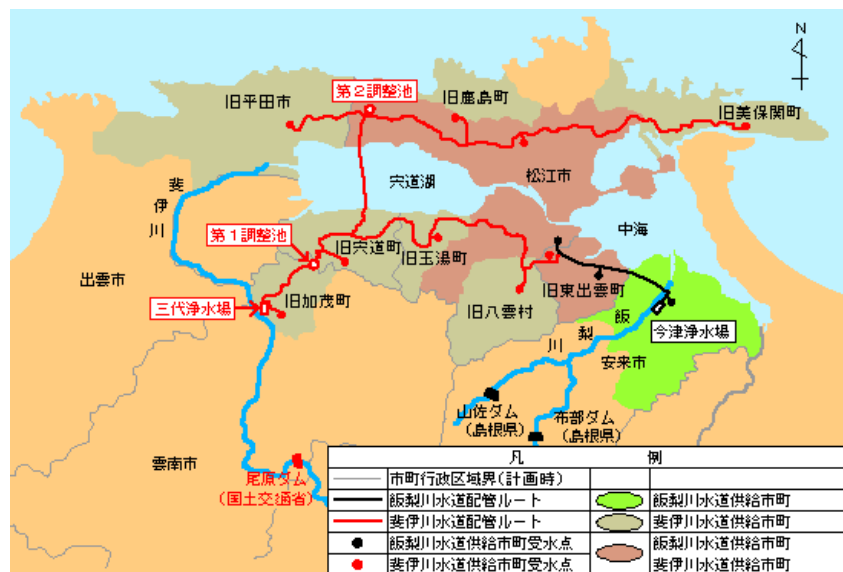 N
第2調整池
旧鹿島町
旧平田市
旧美保関町
松江市
宍道湖
斐伊川
中海
第1調整池
旧宍道町
旧玉湯町
出雲市
旧東出雲町
三代浄水場
旧加茂町
旧八雲村
飯梨川
今津浄水場
安来市
山佐ダム
(島根県)
布部ダム
(島根県)
雲南市
尾原ダム
(国土交通省)
凡 例
市町行政区域界(計画時)
飯梨川水道配管ルート
飯梨川水道供給市町
斐伊川水道配管ルート
斐伊川水道供給市町
飯梨川水道供給市町受水点
飯梨川水道供給市町
斐伊川水道供給市町受水点
斐伊川水道供給市町